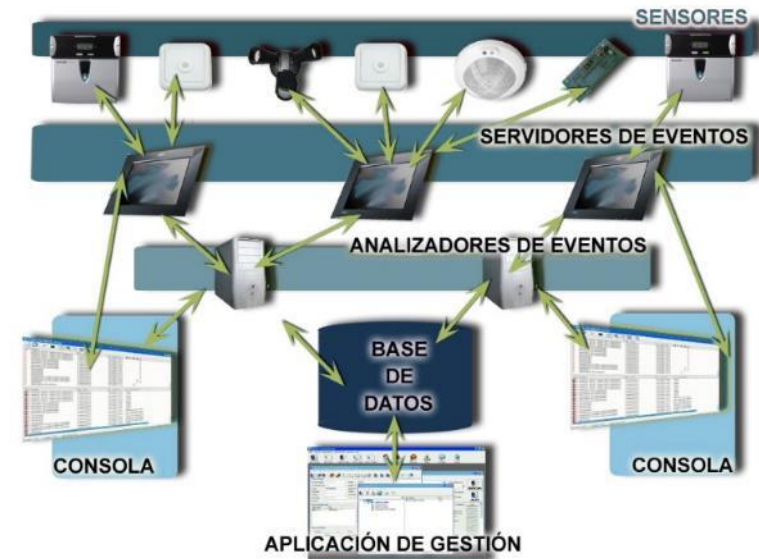 SENSORES
SERVIDORES DE EVENTOS
ANALIZADORES DE EVENTOS
BASE
DE
DATOS
CONSOLA
CONSOLA
APLICACIÓN DE GESTIÓN